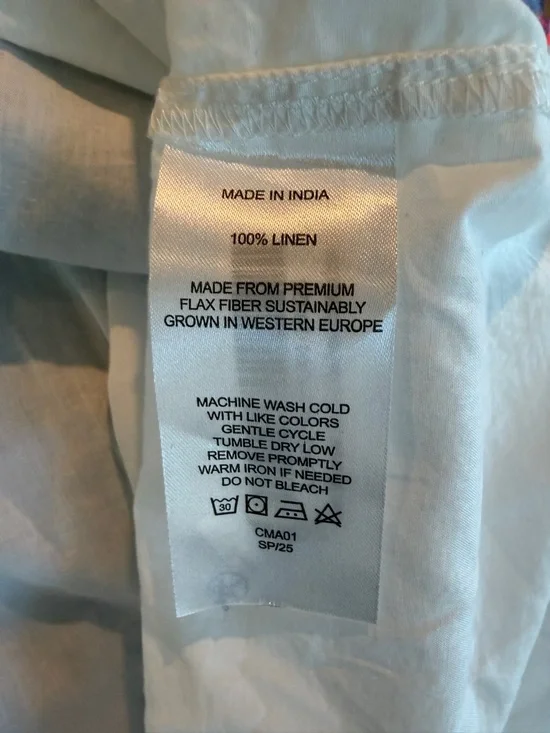 MADE IN INDIA
100% LINEN
MADE FROM PREMIUM
FLAX FIBER SUSTAINABLY
GROWN IN WESTERN EUROPE
MACHINE WASH COLD
WITH LIKE COLORS
GENTLE CYCLE
TUMBLE DRY LOW
REMOVE PROMPTLY
WARM IRON IF NEEDED
DO NOT BLEACH
30
CMA01
SP/25